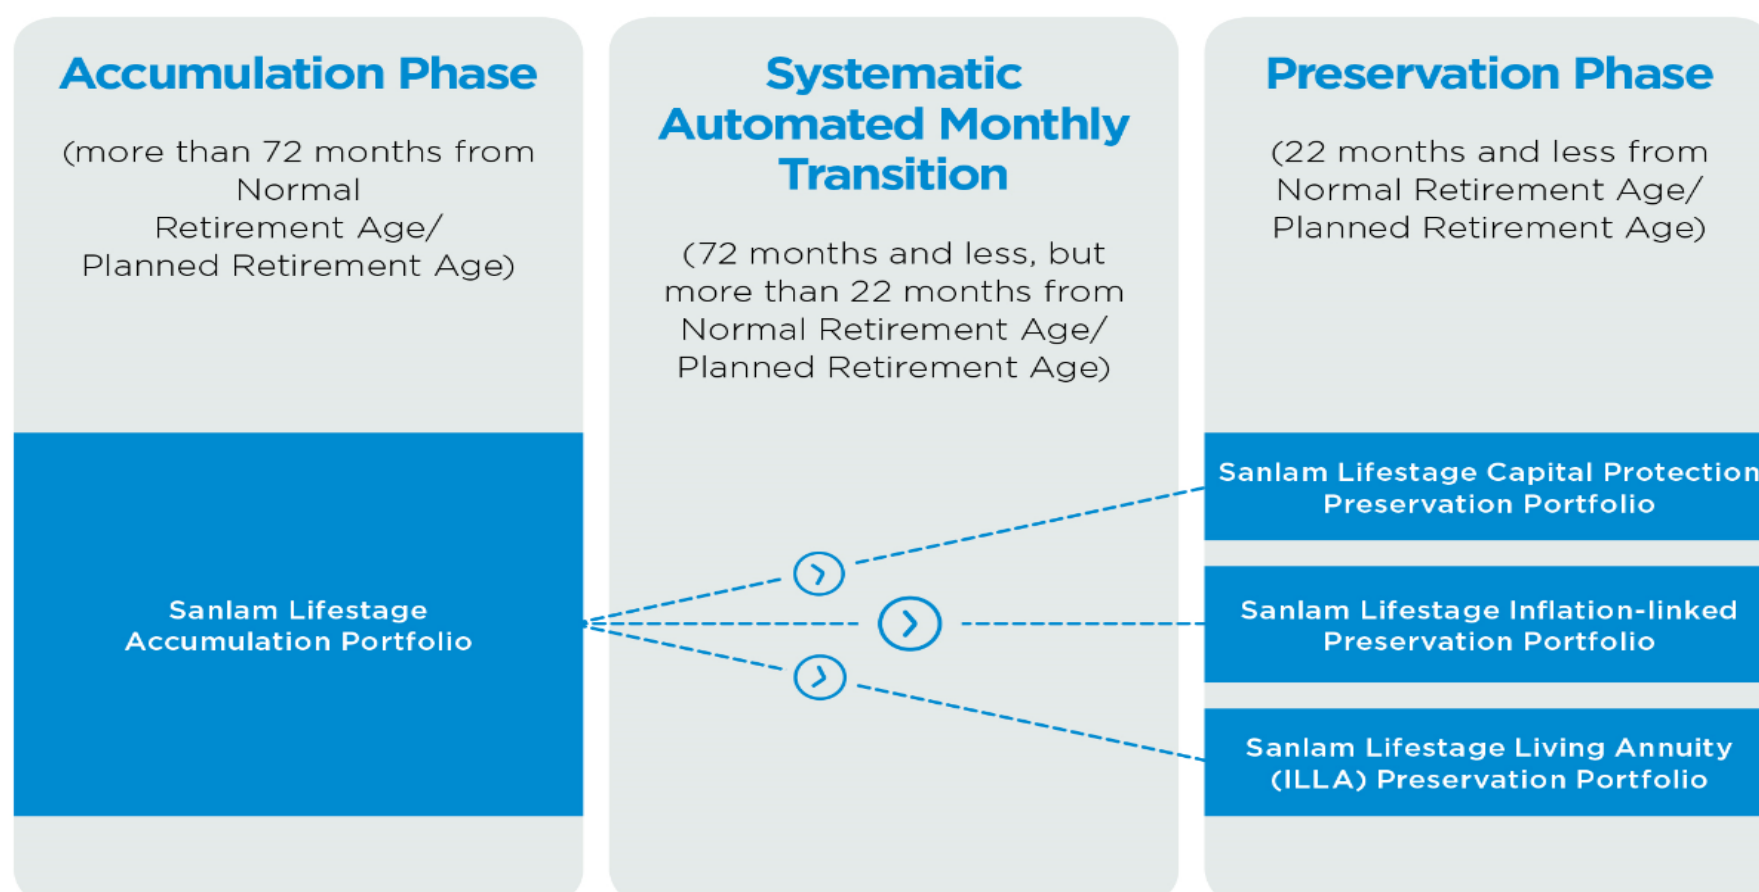 Accumulation Phase
(more than 72 months from
Normal
Retirement Age/
Planned Retirement Age)
Sanlam Lifestage
Accumulation Portfolio
Systematic
Automated Monthly
Transition
(72 months and less, but
more than 22 months from
Normal Retirement Age/
Planned Retirement Age)
Preservation Phase
(22 months and less from
Normal Retirement Age/
Planned Retirement Age)
Sanlam Lifestage Capital Protection
Preservation Portfolio
Sanlam Lifestage Inflation-linked
Preservation Portfolio
Sanlam Lifestage Living Annuity
(ILLA) Preservation Portfolio